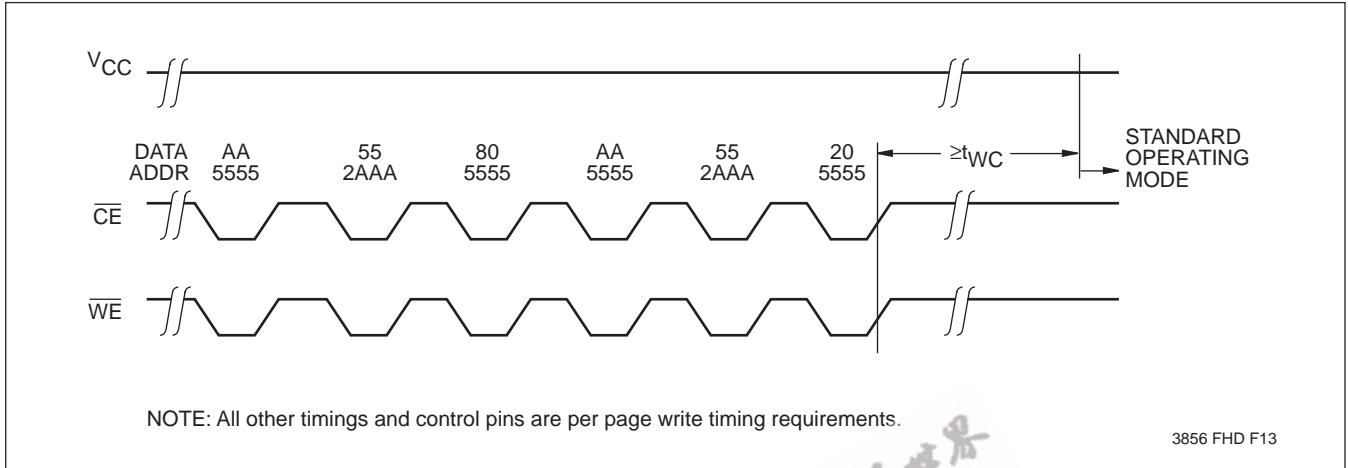 VCC
DATA AA 55 80 AA 55 20
ADDR 5555 2AAA 5555 5555 2AAA 5555
≥tWC
STANDARD
OPERATING
MODE
CE
WE
NOTE: All other timings and control pins are per page write timing requirements.
3856 FHD F13